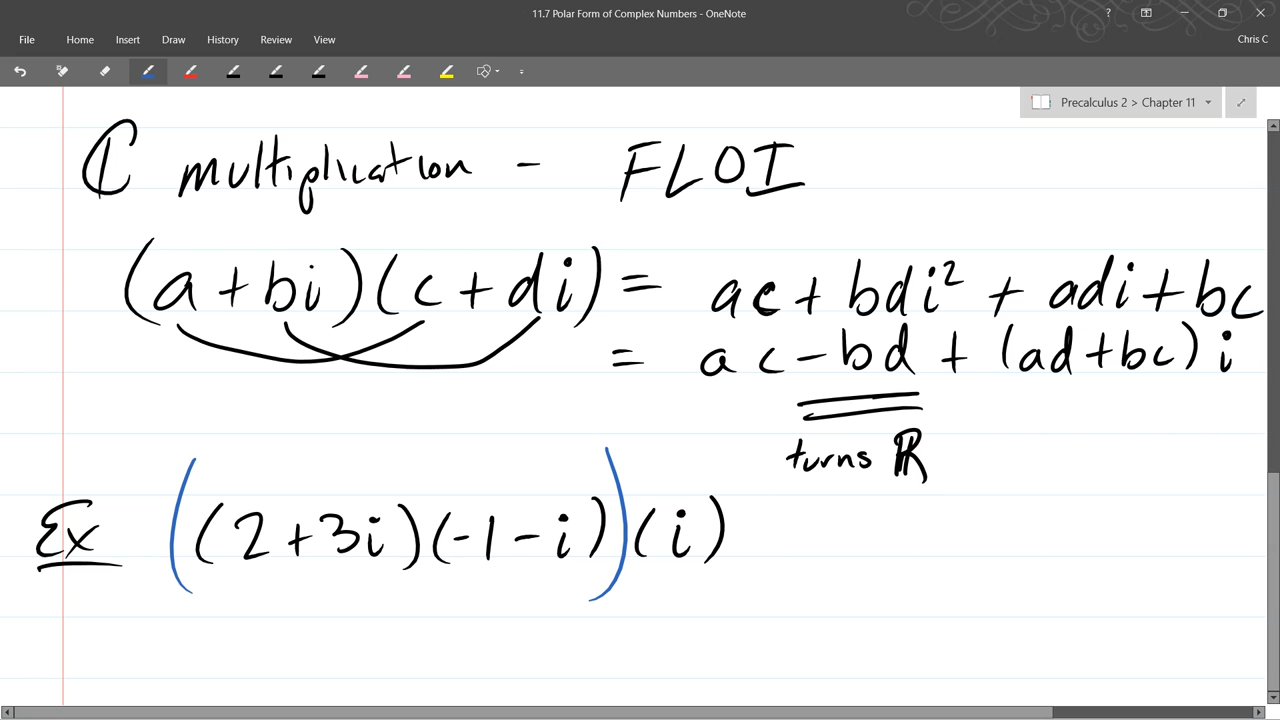 11.7 Polar Form of Complex Numbers - OneNote
File Home Insert Draw History Review View Chris C
Precalculus 2 > Chapter 11
ℂ multiplication - FLOI
(a+bi)(c+di) = ac + bdi² + adi + bc
= ac - bd + (ad+bc)i
turns ℝ
Ex ((2+3i)(-1-i))(i)